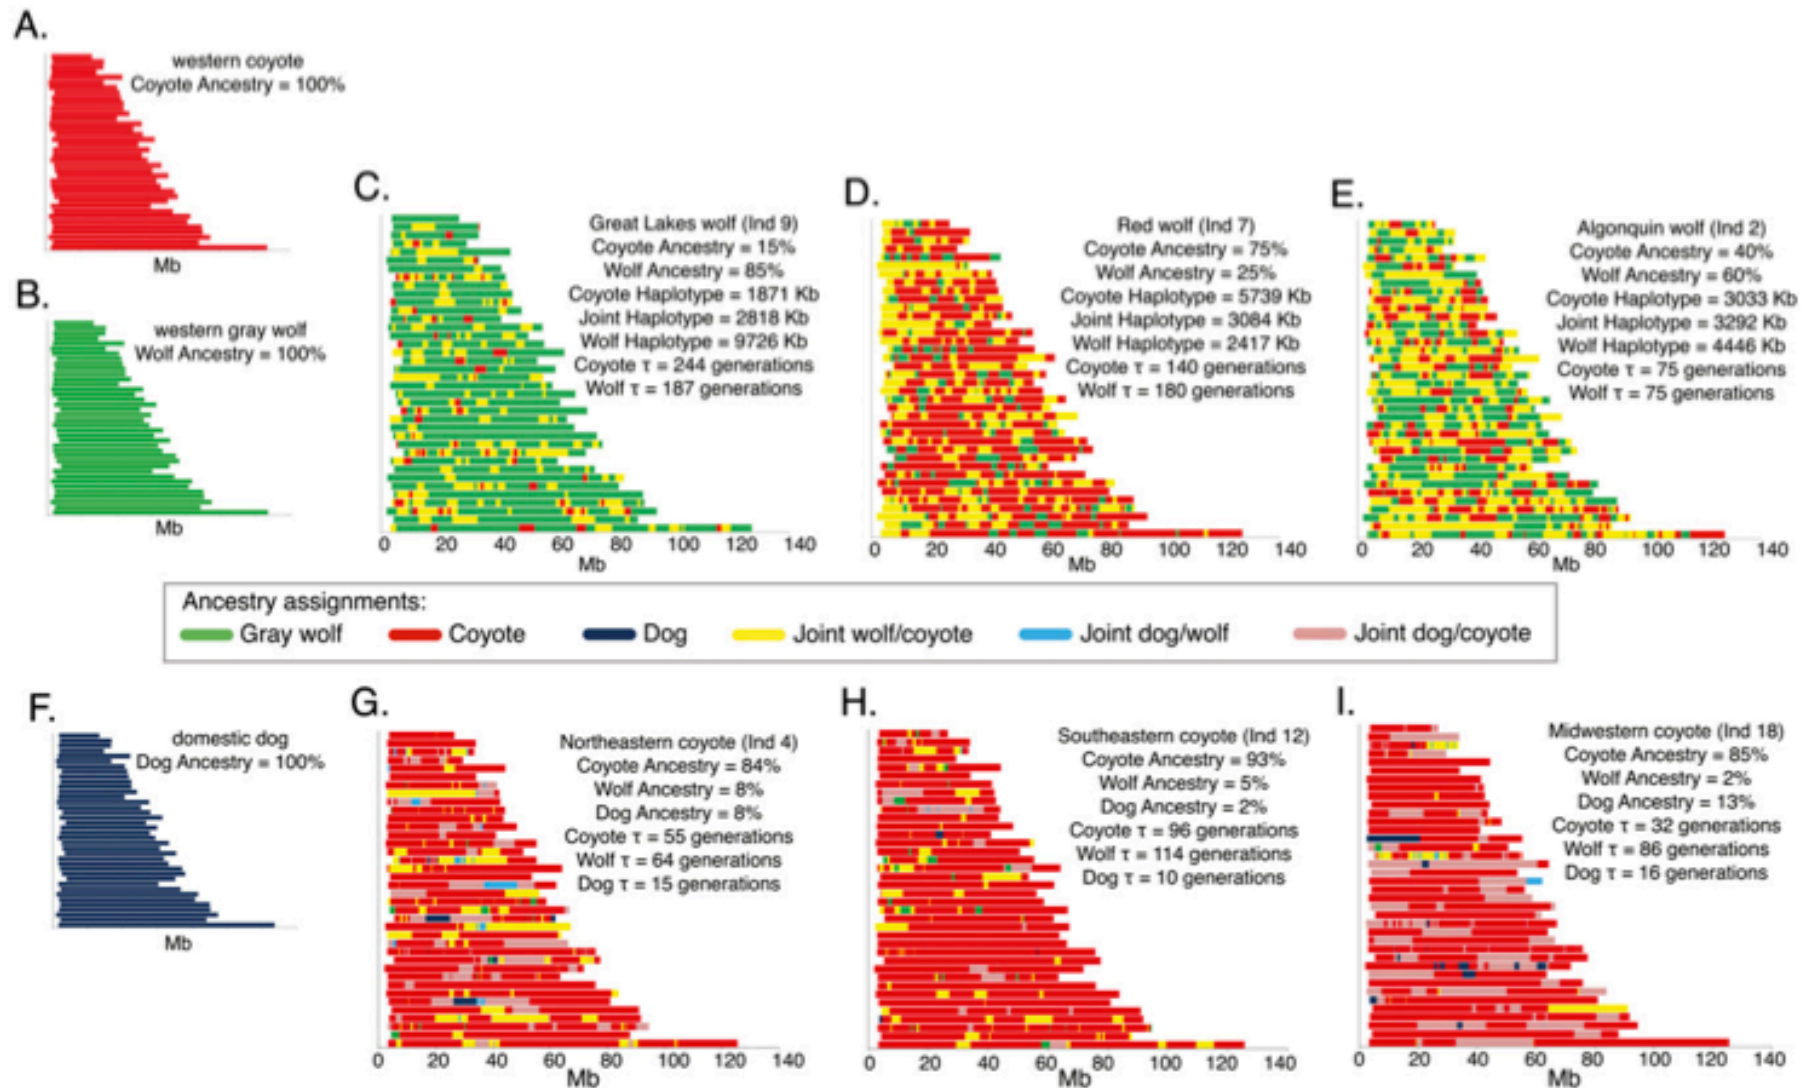 A.
western coyote
Coyote Ancestry = 100%
Mb
B.
western gray wolf
Wolf Ancestry = 100%
Mb
C.
Great Lakes wolf (Ind 9)
Coyote Ancestry = 15%
Wolf Ancestry = 85%
Coyote Haplotype = 1871 Kb
Joint Haplotype = 2818 Kb
Wolf Haplotype = 9726 Kb
Coyote τ = 244 generations
Wolf τ = 187 generations
0 20 40 60 80 100 120 140
Mb
D.
Red wolf (Ind 7)
Coyote Ancestry = 75%
Wolf Ancestry = 25%
Coyote Haplotype = 5739 Kb
Joint Haplotype = 3084 Kb
Wolf Haplotype = 2417 Kb
Coyote τ = 140 generations
Wolf τ = 180 generations
0 20 40 60 80 100 120 140
Mb
E.
Algonquin wolf (Ind 2)
Coyote Ancestry = 40%
Wolf Ancestry = 60%
Coyote Haplotype = 3033 Kb
Joint Haplotype = 3292 Kb
Wolf Haplotype = 4446 Kb
Coyote τ = 75 generations
Wolf τ = 75 generations
0 20 40 60 80 100 120 140
Mb
Ancestry assignments:
Gray wolf Coyote Dog Joint wolf/coyote Joint dog/wolf Joint dog/coyote
F.
domestic dog
Dog Ancestry = 100%
Mb
G.
Northeastern coyote (Ind 4)
Coyote Ancestry = 84%
Wolf Ancestry = 8%
Dog Ancestry = 8%
Coyote τ = 55 generations
Wolf τ = 64 generations
Dog τ = 15 generations
0 20 40 60 80 100 120 140
Mb
H.
Southeastern coyote (Ind 12)
Coyote Ancestry = 93%
Wolf Ancestry = 5%
Dog Ancestry = 2%
Coyote τ = 96 generations
Wolf τ = 114 generations
Dog τ = 10 generations
0 20 40 60 80 100 120 140
Mb
I.
Midwestern coyote (Ind 18)
Coyote Ancestry = 85%
Wolf Ancestry = 2%
Dog Ancestry = 13%
Coyote τ = 32 generations
Wolf τ = 86 generations
Dog τ = 16 generations
0 20 40 60 80 100 120 140
Mb